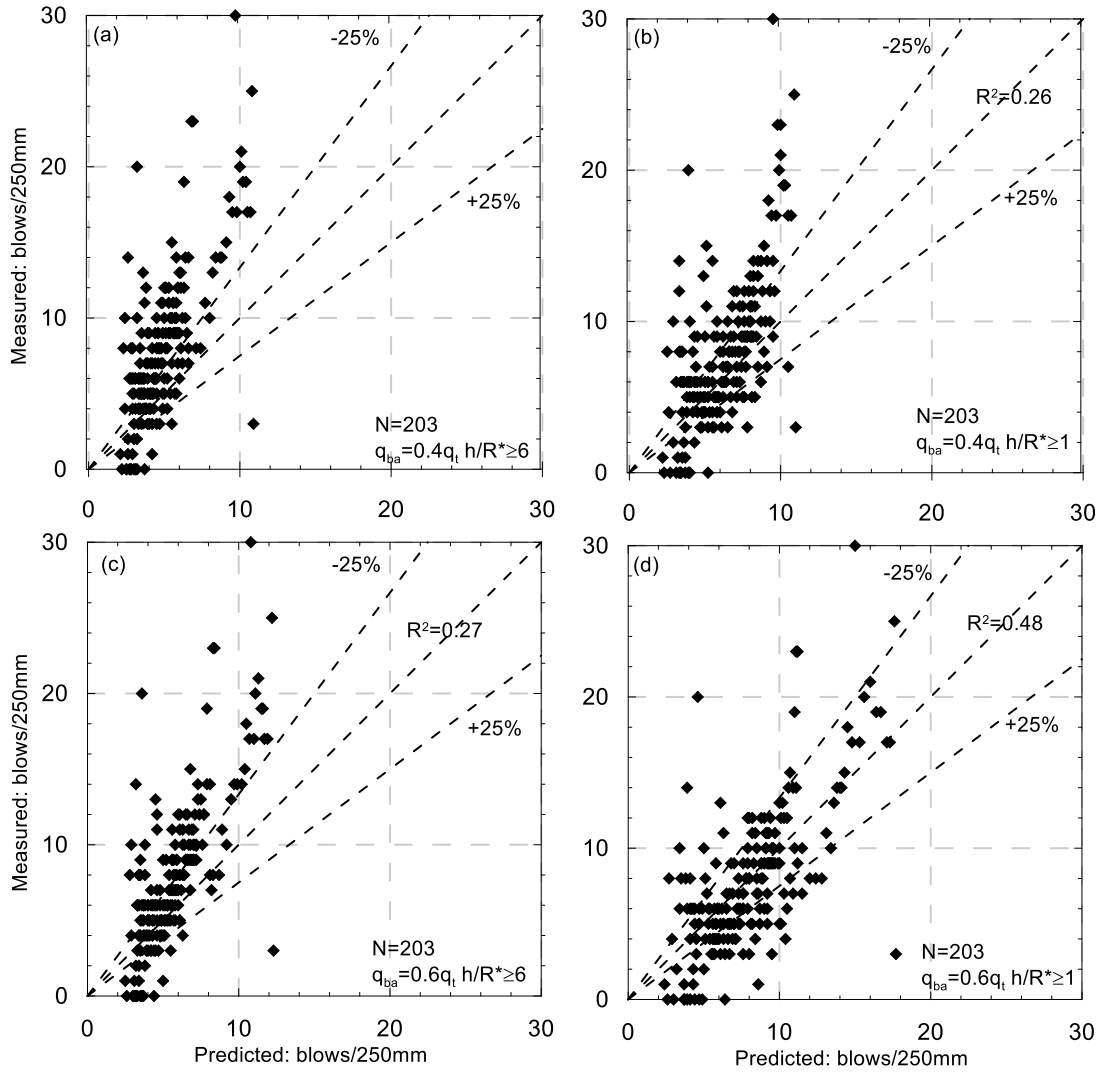 (a)
-25%
+25%
N=203
q_ba=0.4q_t h/R*≥6
Measured: blows/250mm
30
20
10
0
0 10 20 30
(b)
-25%
R²=0.26
+25%
N=203
q_ba=0.4q_t h/R*≥1
30
20
10
0
0 10 20 30
(c)
-25%
R²=0.27
+25%
N=203
q_ba=0.6q_t h/R*≥6
Measured: blows/250mm
30
20
10
0
0 10 20 30
Predicted: blows/250mm
(d)
-25%
R²=0.48
+25%
N=203
q_ba=0.6q_t h/R*≥1
30
20
10
0
0 10 20 30
Predicted: blows/250mm